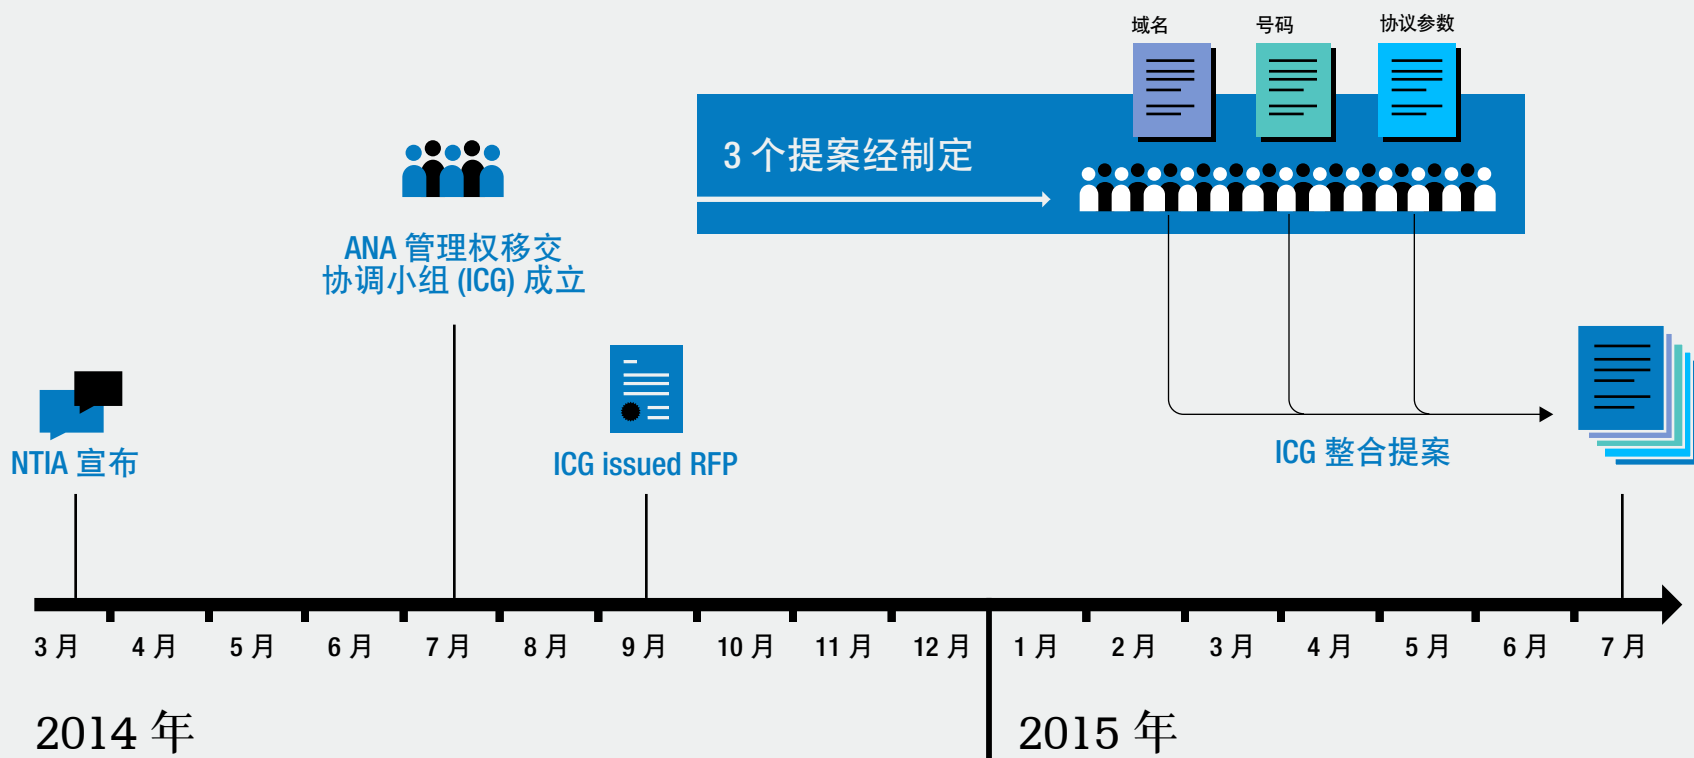 域名
号码
协议参数
3 个提案经制定
ANA 管理权移交
协调小组 (ICG) 成立
NTIA 宣布
ICG issued RFP
ICG 整合提案
3 月
4 月
5 月
6 月
7 月
8 月
9 月
10 月
11 月
12 月
1 月
2 月
3 月
4 月
5 月
6 月
7 月
2014 年
2015 年